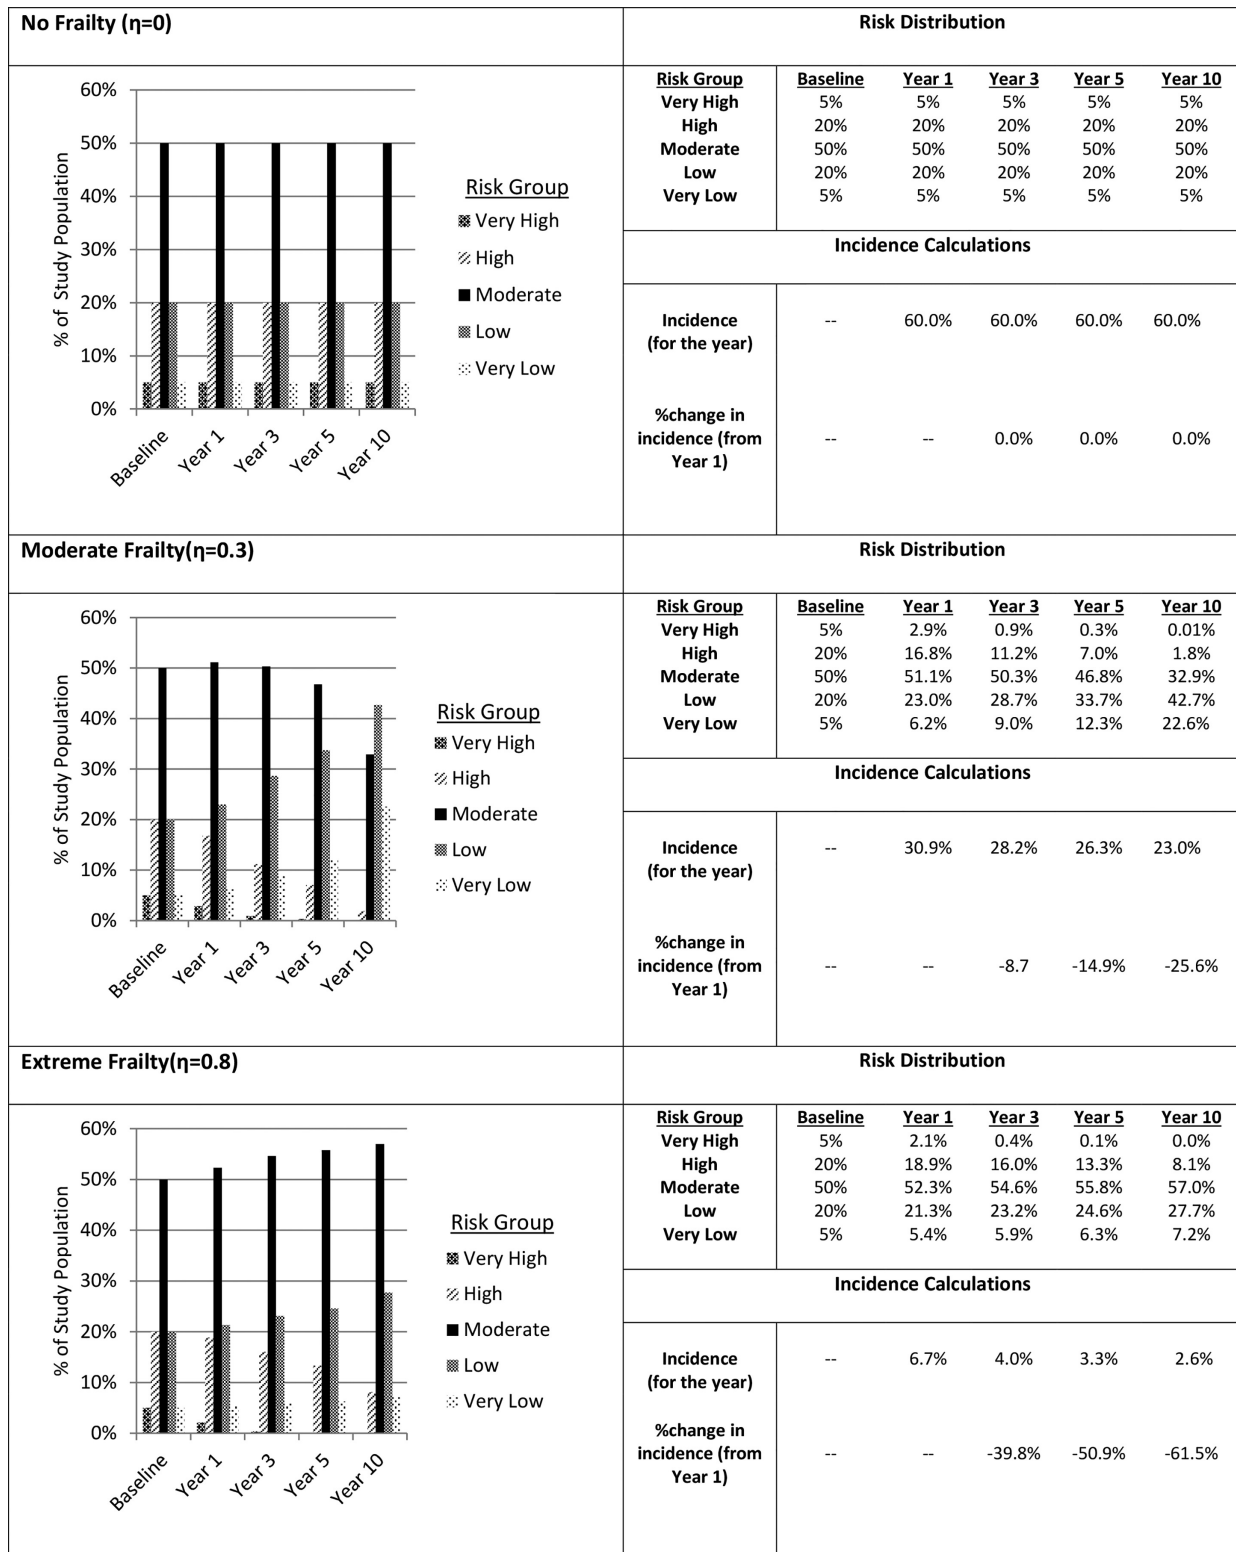 No Frailty (η=0)
Risk Distribution
60%
50%
40%
30%
20%
10%
0%
% of Study Population
Baseline
Year 1
Year 3
Year 5
Year 10
Risk Group
Very High
High
Moderate
Low
Very Low
Risk Group Baseline Year 1 Year 3 Year 5 Year 10
Very High 5% 5% 5% 5% 5%
High 20% 20% 20% 20% 20%
Moderate 50% 50% 50% 50% 50%
Low 20% 20% 20% 20% 20%
Very Low 5% 5% 5% 5% 5%
Incidence Calculations
Incidence -- 60.0% 60.0% 60.0% 60.0%
(for the year)
%change in
incidence (from -- -- 0.0% 0.0% 0.0%
Year 1)
Moderate Frailty(η=0.3)
Risk Distribution
60%
50%
40%
30%
20%
10%
0%
% of Study Population
Baseline
Year 1
Year 3
Year 5
Year 10
Risk Group
Very High
High
Moderate
Low
Very Low
Risk Group Baseline Year 1 Year 3 Year 5 Year 10
Very High 5% 2.9% 0.9% 0.3% 0.01%
High 20% 16.8% 11.2% 7.0% 1.8%
Moderate 50% 51.1% 50.3% 46.8% 32.9%
Low 20% 23.0% 28.7% 33.7% 42.7%
Very Low 5% 6.2% 9.0% 12.3% 22.6%
Incidence Calculations
Incidence -- 30.9% 28.2% 26.3% 23.0%
(for the year)
%change in
incidence (from -- -- -8.7 -14.9% -25.6%
Year 1)
Extreme Frailty(η=0.8)
Risk Distribution
60%
50%
40%
30%
20%
10%
0%
% of Study Population
Baseline
Year 1
Year 3
Year 5
Year 10
Risk Group
Very High
High
Moderate
Low
Very Low
Risk Group Baseline Year 1 Year 3 Year 5 Year 10
Very High 5% 2.1% 0.4% 0.1% 0.0%
High 20% 18.9% 16.0% 13.3% 8.1%
Moderate 50% 52.3% 54.6% 55.8% 57.0%
Low 20% 21.3% 23.2% 24.6% 27.7%
Very Low 5% 5.4% 5.9% 6.3% 7.2%
Incidence Calculations
Incidence -- 6.7% 4.0% 3.3% 2.6%
(for the year)
%change in
incidence (from -- -- -39.8% -50.9% -61.5%
Year 1)